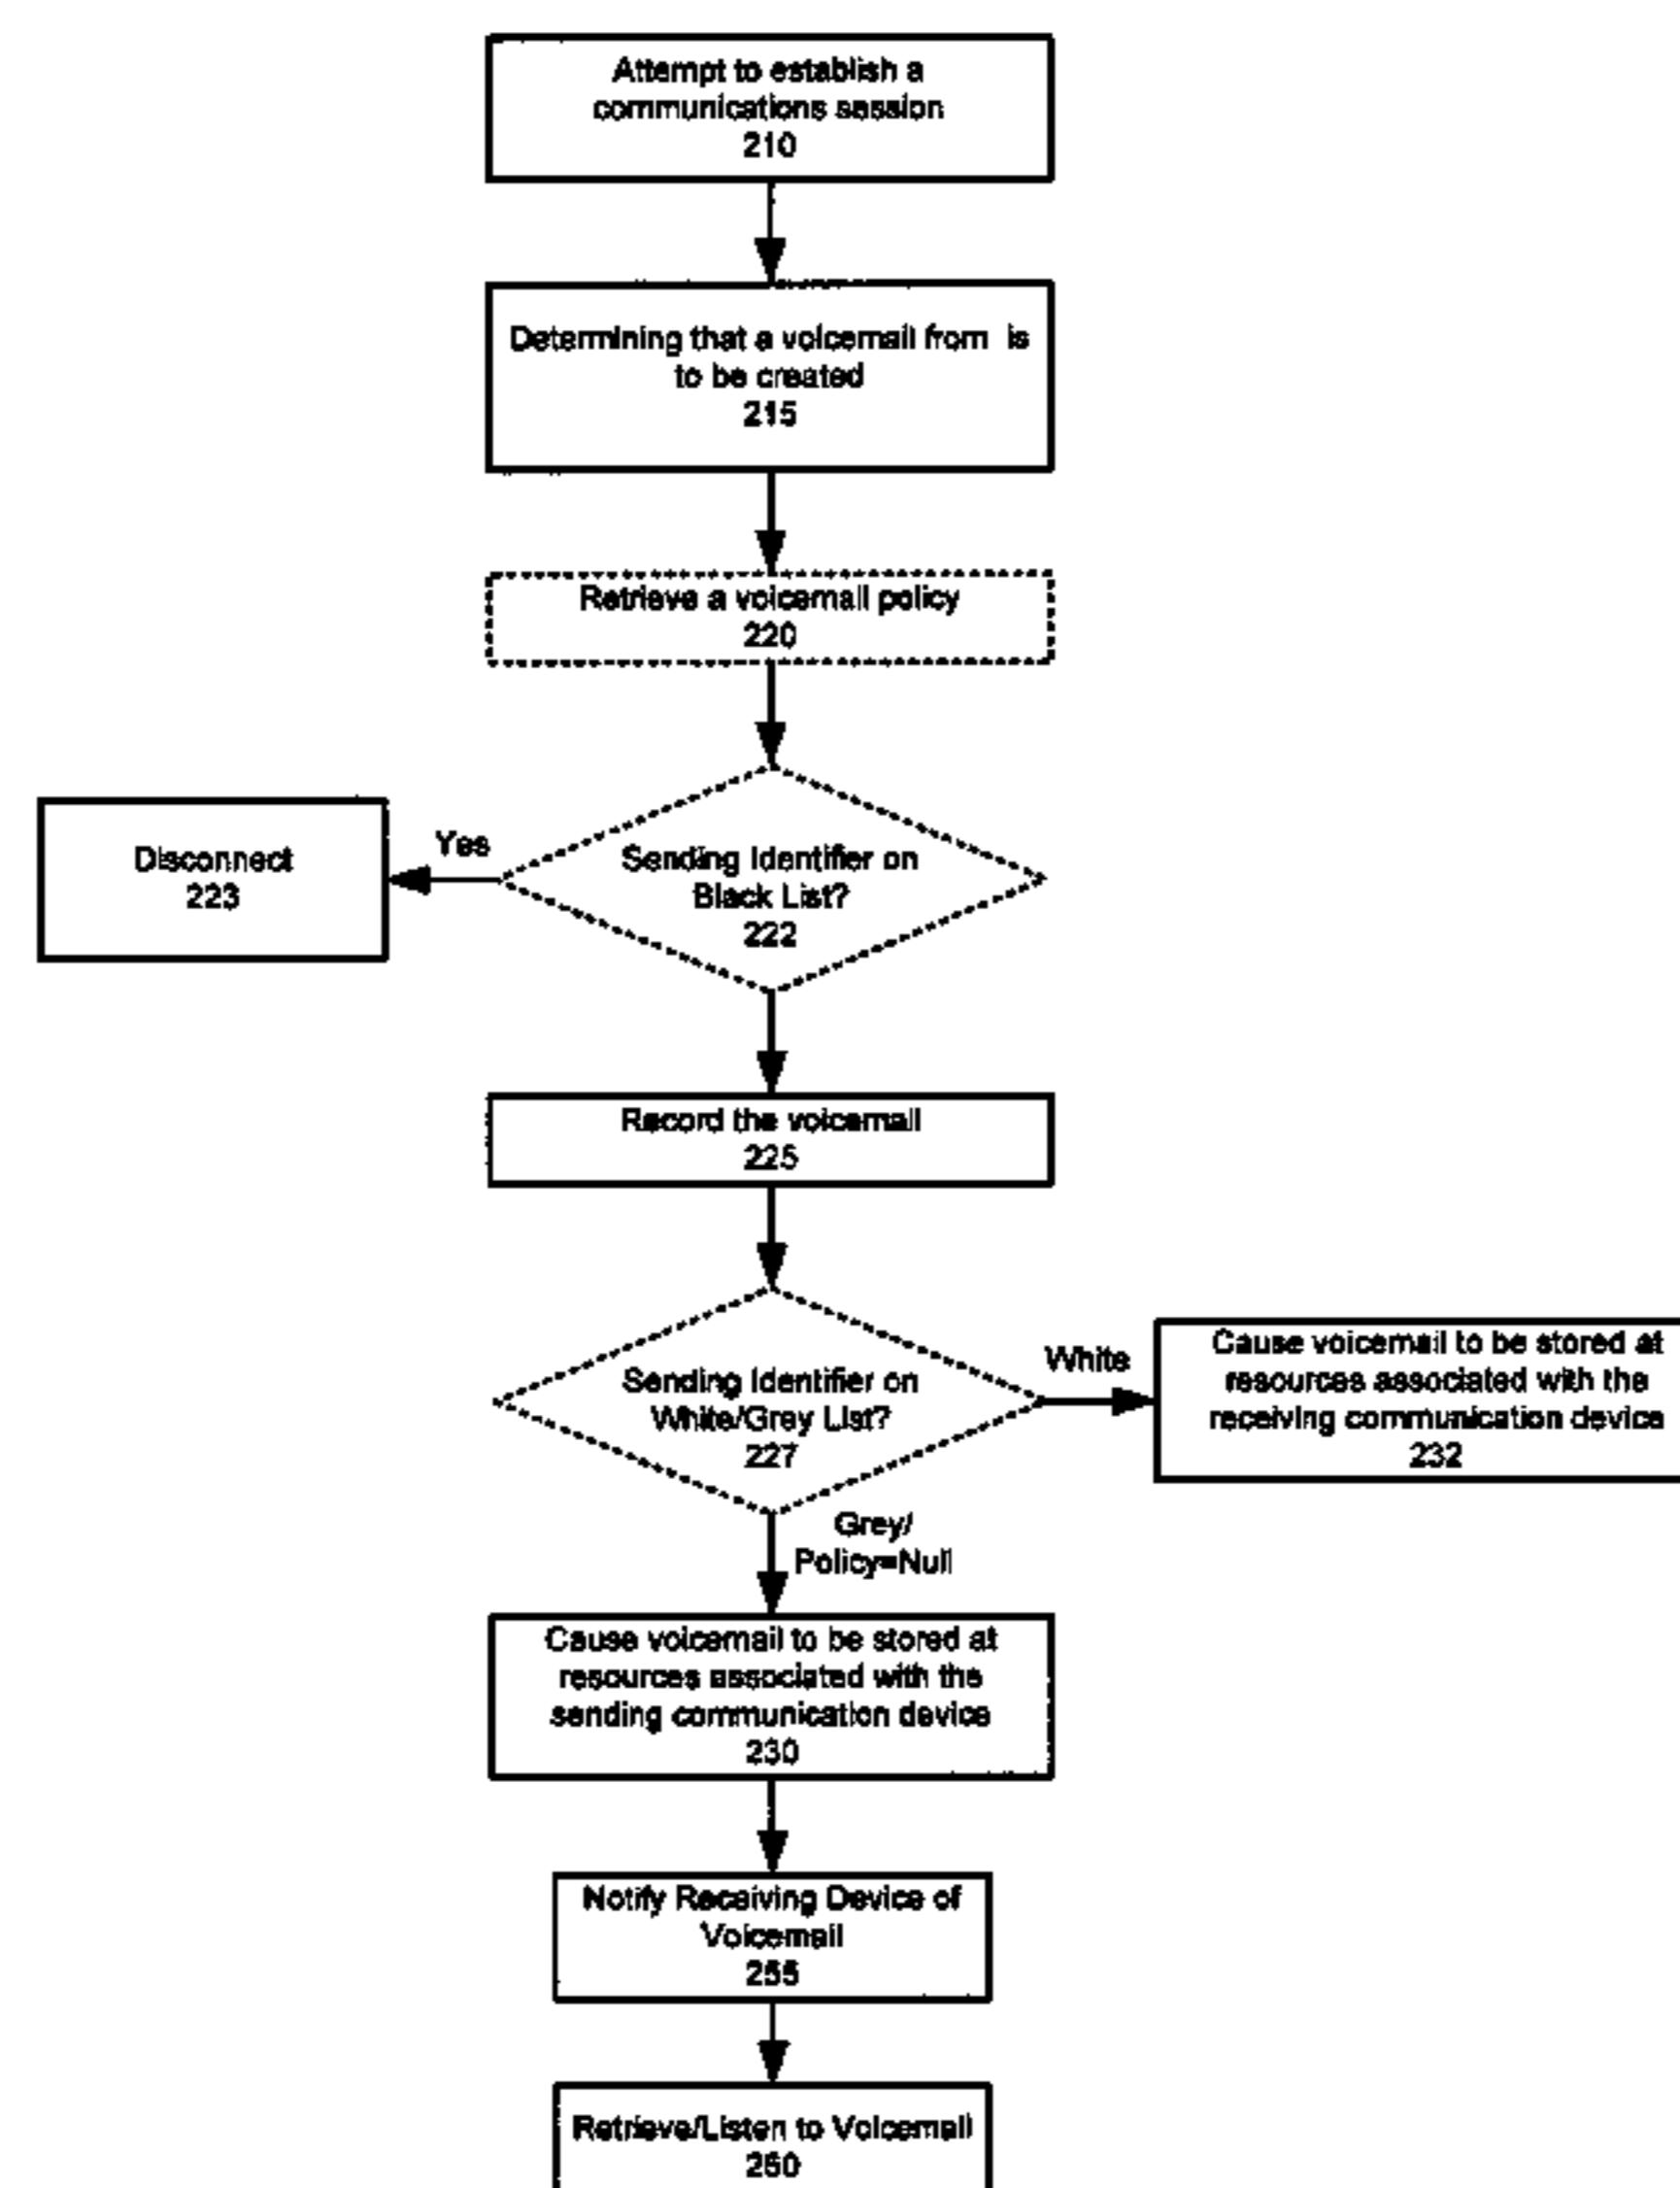 Attempt to establish a
communications session
210
Determining that a voicemail from is
to be created
215
Retrieve a voicemail policy
220
Yes
Disconnect
223
Sending Identifier on
Black List?
222
Record the voicemail
225
Sending Identifier on
White/Grey List?
227
White
Cause voicemail to be stored at
resources associated with the
receiving communication device
232
Grey/
Policy=Null
Cause voicemail to be stored at
resources associated with the
sending communication device
230
Notify Receiving Device of
Voicemail
255
Retrieve/Listen to Voicemail
260